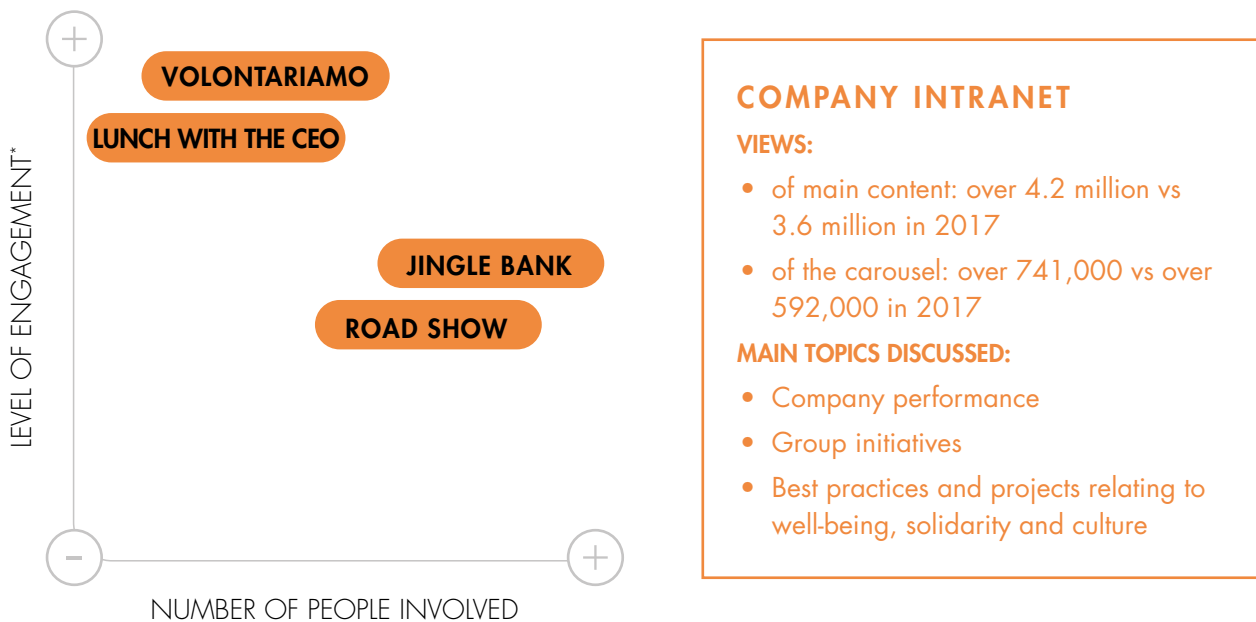 +
VOLONTARIAMO
LUNCH WITH THE CEO
JINGLE BANK
ROAD SHOW
LEVEL OF ENGAGEMENT*
-
+
NUMBER OF PEOPLE INVOLVED
COMPANY INTRANET
VIEWS:
• of main content: over 4.2 million vs
3.6 million in 2017
• of the carousel: over 741,000 vs over
592,000 in 2017
MAIN TOPICS DISCUSSED:
• Company performance
• Group initiatives
• Best practices and projects relating to
well-being, solidarity and culture